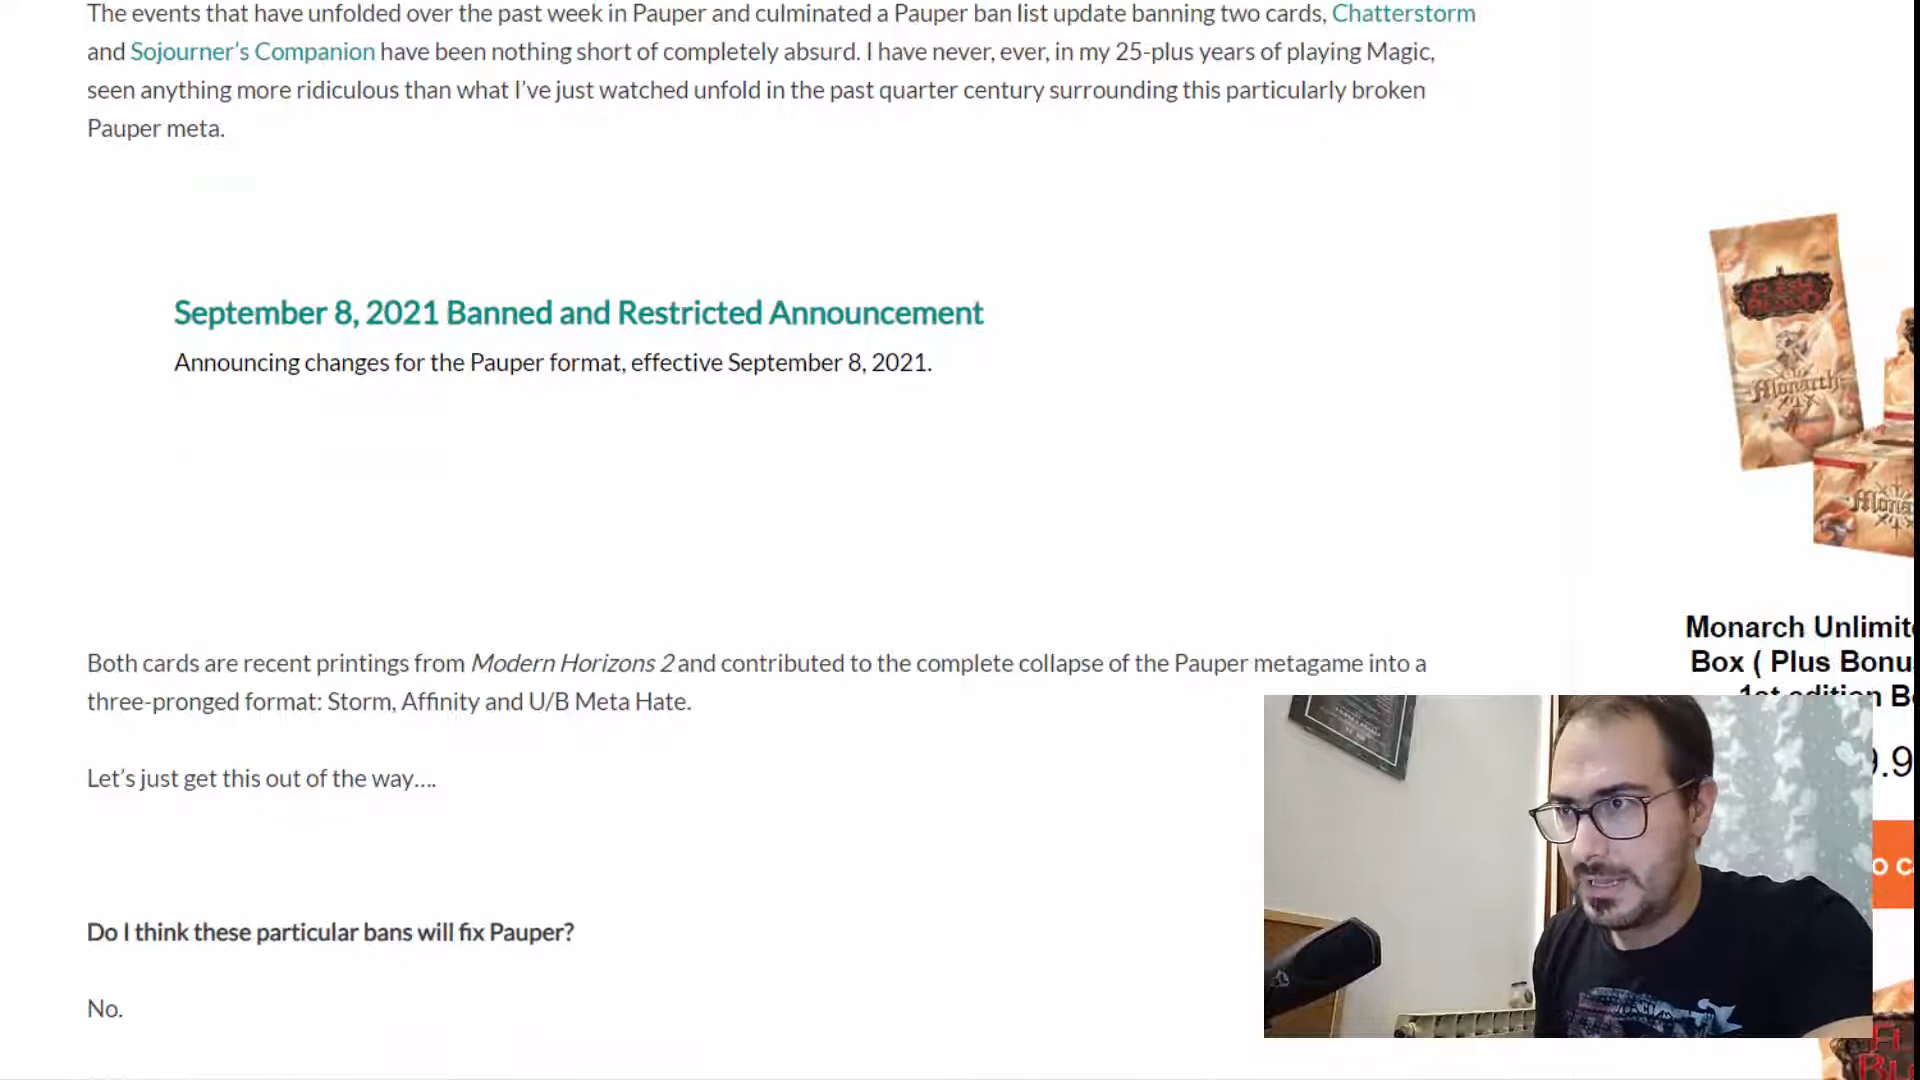 The events that have unfolded over the past week in Pauper and culminated a Pauper ban list update banning two cards, Chatterstorm
and Sojourner’s Companion have been nothing short of completely absurd. I have never, ever, in my 25-plus years of playing Magic,
seen anything more ridiculous than what I’ve just watched unfold in the past quarter century surrounding this particularly broken
Pauper meta.
September 8, 2021 Banned and Restricted Announcement
Announcing changes for the Pauper format, effective September 8, 2021.
Both cards are recent printings from Modern Horizons 2 and contributed to the complete collapse of the Pauper metagame into a
three-pronged format: Storm, Affinity and U/B Meta Hate.
Let’s just get this out of the way….
Do I think these particular bans will fix Pauper?
No.
Monarch
Monarch Unlimit
Box ( Plus Bonu
1st edition B
9.9
o c